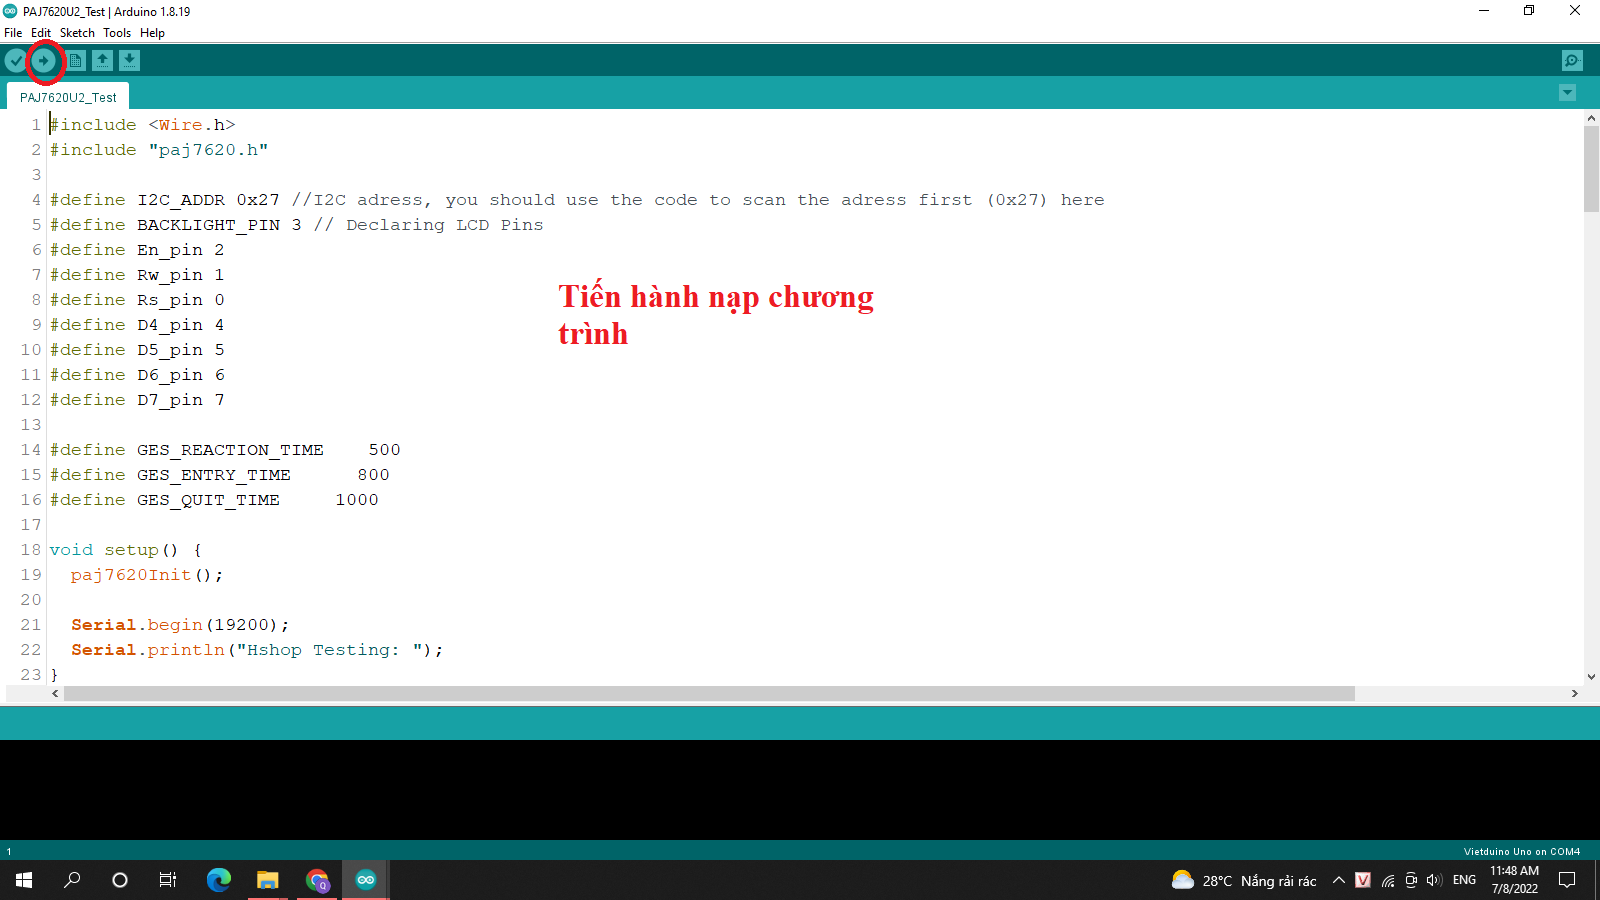 PAJ7620U2_Test | Arduino 1.8.19
File Edit Sketch Tools Help
PAJ7620U2_Test
1 #include <Wire.h>
2 #include "paj7620.h"
3
4 #define I2C_ADDR 0x27 //I2C adress, you should use the code to scan the adress first (0x27) here
5 #define BACKLIGHT_PIN 3 // Declaring LCD Pins
6 #define En_pin 2
7 #define Rw_pin 1
8 #define Rs_pin 0
9 #define D4_pin 4
10 #define D5_pin 5
11 #define D6_pin 6
12 #define D7_pin 7
13
14 #define GES_REACTION_TIME 500
15 #define GES_ENTRY_TIME 800
16 #define GES_QUIT_TIME 1000
17
18 void setup() {
19 paj7620Init();
20
21 Serial.begin(19200);
22 Serial.println("Hshop Testing: ");
23 }
Tiến hành nạp chương
trình
1
Vietduino Uno on COM4
28°C Nắng rải rác
V
ENG
11:48 AM
7/8/2022